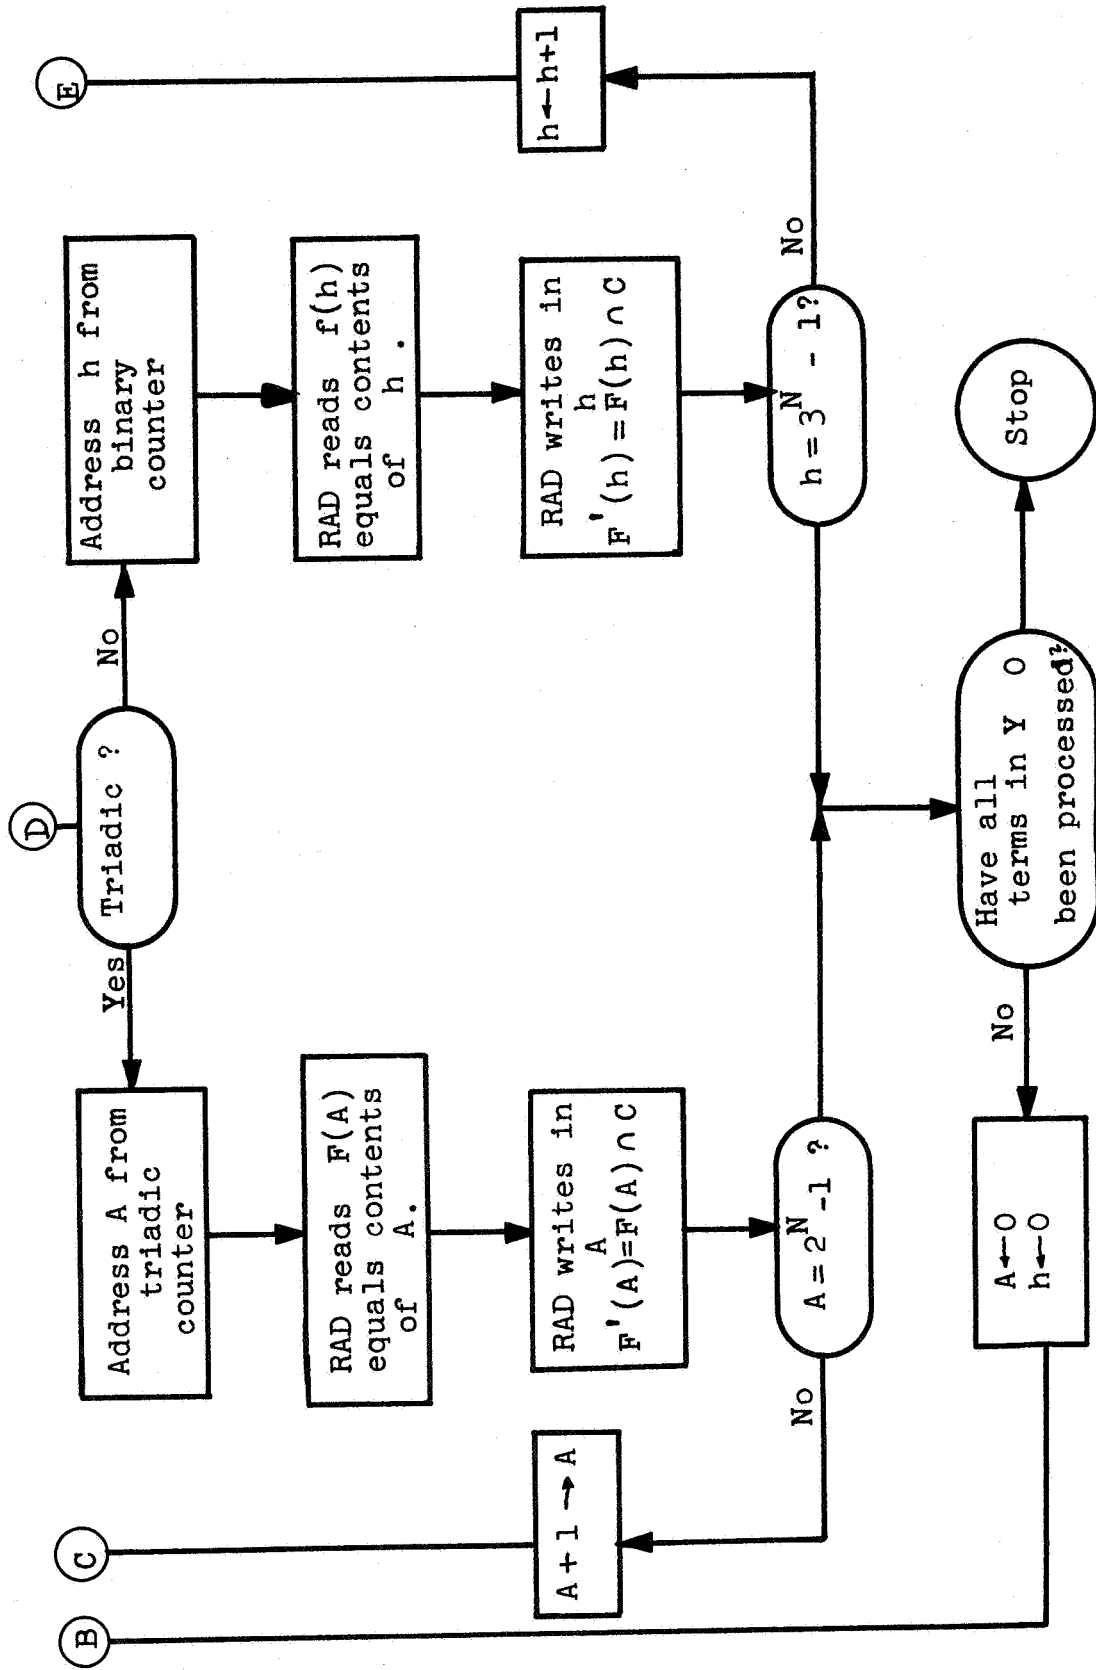 D
Triadic ?
Yes
No
Address A from
triadic
counter
RAD reads F(A)
equals contents
of A.
RAD writes in
A
F'(A)=F(A)∩C
A=2^N -1 ?
No
A+1→A
C
B
Address h from
binary
counter
RAD reads f(h)
equals contents
of h.
RAD writes in
h
F'(h)=F(h)∩C
h=3^N - 1?
No
h←h+1
E
Have all
terms in Y O
been processed?
No
A←O
h←O
Stop